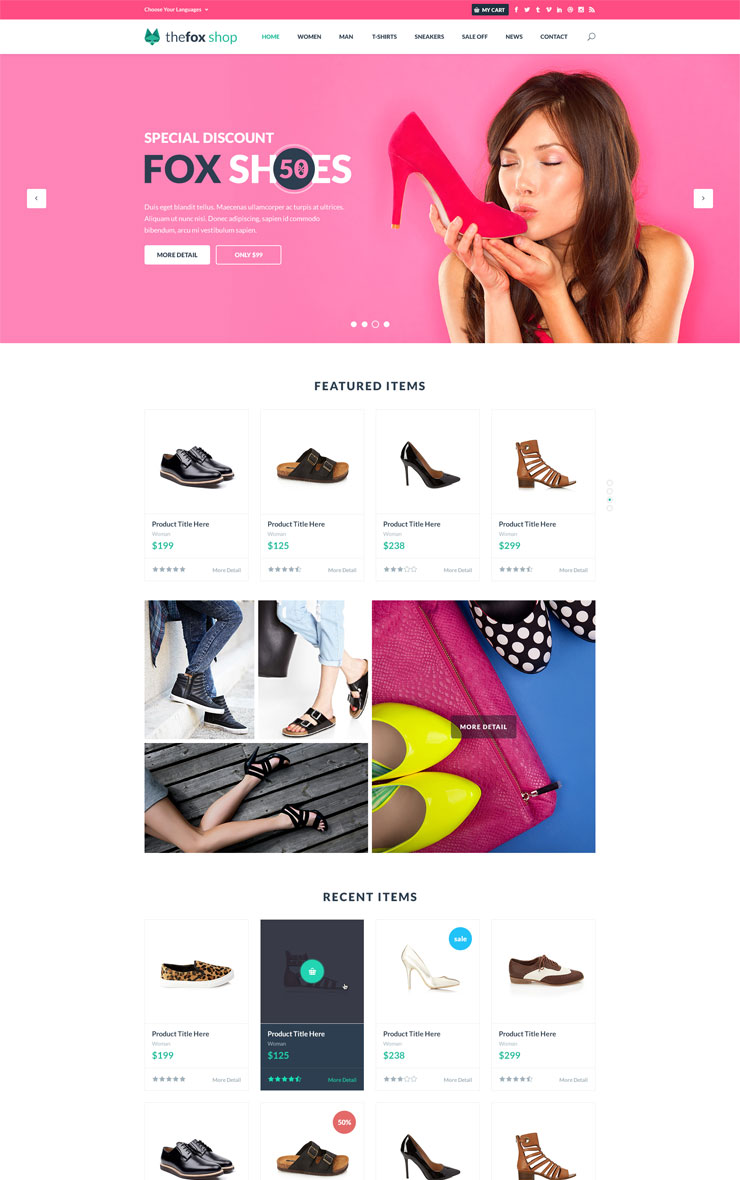 Choose Your Languages
MY CART
thefox shop
HOME WOMEN MAN T-SHIRTS SNEAKERS SALE OFF NEWS CONTACT
SPECIAL DISCOUNT
FOX SHOES
50%
Duis eget blandit tellus. Maecenas ullamcorper ac turpis at ultrices.
Aliquam ut nunc nisl. Donec adipiscing, sapien id commodo
bibendum, arcu mi vestibulum sapien.
MORE DETAIL ONLY $99
FEATURED ITEMS
Product Title Here Product Title Here Product Title Here Product Title Here
Woman Woman Woman Woman
$199 $125 $238 $299
More Detail More Detail More Detail More Detail
MORE DETAIL
RECENT ITEMS
sale
Product Title Here Product Title Here Product Title Here Product Title Here
Woman Woman Woman Woman
$199 $125 $238 $299
More Detail More Detail More Detail More Detail
50%